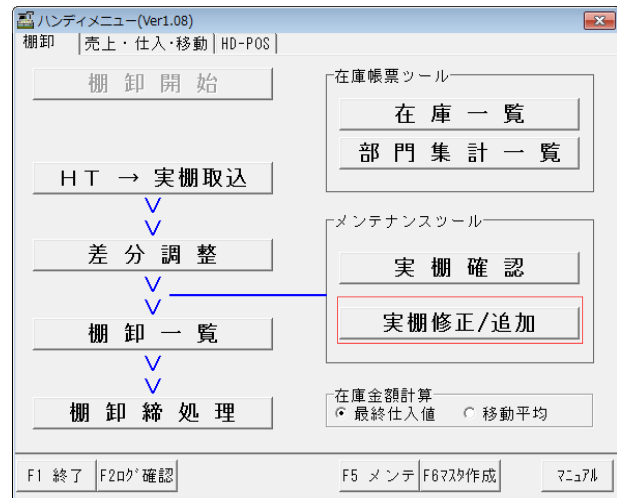 ハンディメニュー(Ver1.08)
棚卸 売上・仕入・移動 HD-POS
棚 卸 開 始
HT → 実棚取込
差 分 調 整
棚 卸 一 覧
棚 卸 締 処 理
在庫帳票ツール
在 庫 一 覧
部 門 集 計 一 覧
メンテナンスツール
実 棚 確 認
実棚修正/追加
在庫金額計算
最終仕入値 移動平均
F1 終了 F2ﾛｸﾞ確認 F5 メンテ F6ﾏｽﾀ作成 ﾏﾆｭｱﾙ